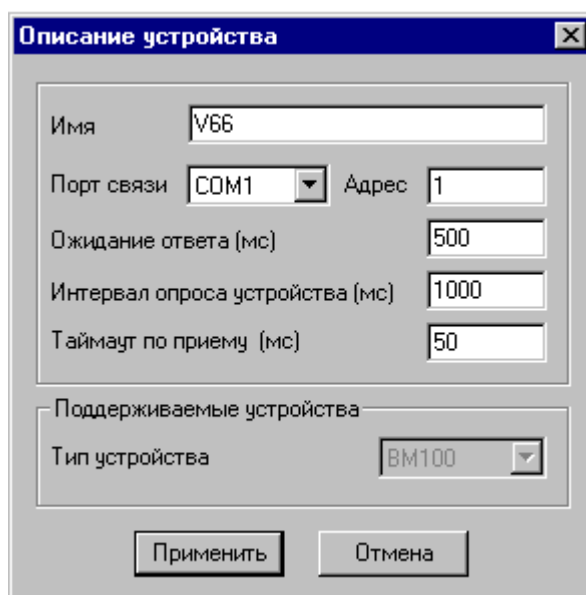 Описание устройства
Имя V66
Порт связи COM1 Адрес 1
Ожидание ответа (мс) 500
Интервал опроса устройства (мс) 1000
Таймаут по приему (мс) 50
Поддерживаемые устройства
Тип устройства BM100
Применить Отмена